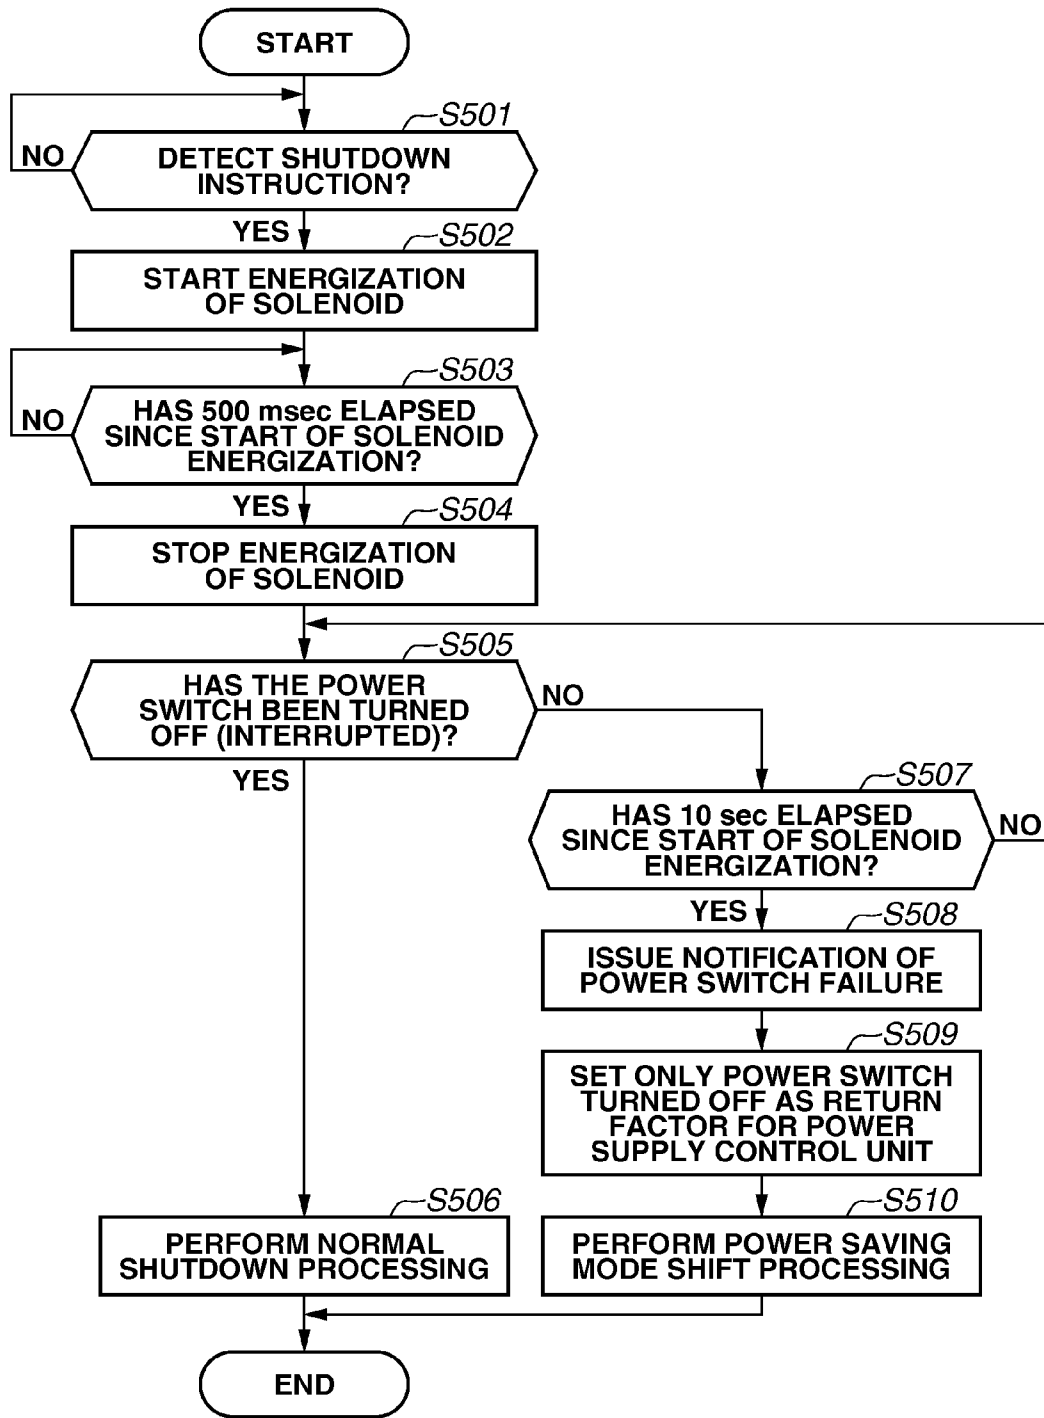 START
S501
DETECT SHUTDOWN
INSTRUCTION?
NO
YES
S502
START ENERGIZATION
OF SOLENOID
S503
HAS 500 msec ELAPSED
SINCE START OF SOLENOID
ENERGIZATION?
NO
YES
S504
STOP ENERGIZATION
OF SOLENOID
S505
HAS THE POWER
SWITCH BEEN TURNED
OFF (INTERRUPTED)?
NO
YES
S507
HAS 10 sec ELAPSED
SINCE START OF SOLENOID
ENERGIZATION?
NO
YES
S508
ISSUE NOTIFICATION OF
POWER SWITCH FAILURE
S509
SET ONLY POWER SWITCH
TURNED OFF AS RETURN
FACTOR FOR POWER
SUPPLY CONTROL UNIT
S506
PERFORM NORMAL
SHUTDOWN PROCESSING
S510
PERFORM POWER SAVING
MODE SHIFT PROCESSING
END